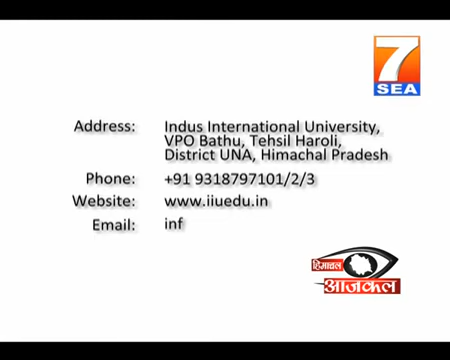 7
SEA
Address: Indus International University,
VPO Bathu, Tehsil Haroli,
District UNA, Himachal Pradesh
Phone: +91 9318797101/2/3
Website: www.iiuedu.in
Email: inf
हिमाचल
आजकल